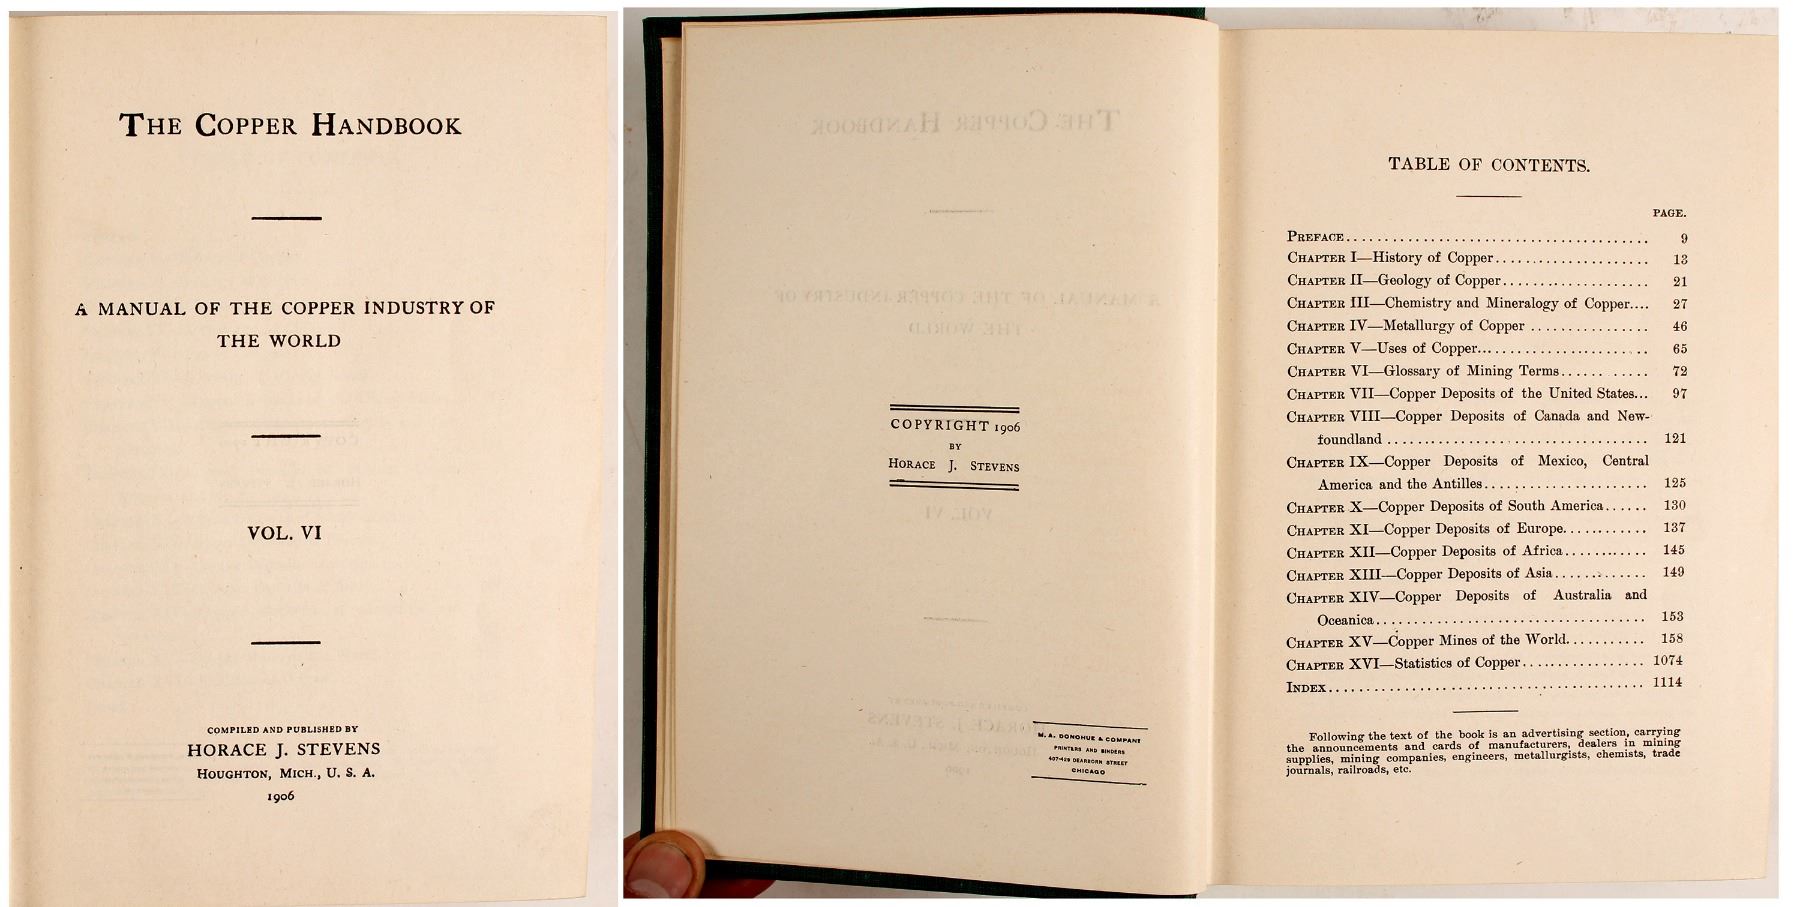 THE COPPER HANDBOOK
A MANUAL OF THE COPPER INDUSTRY OF
THE WORLD
VOL. VI
COMPILED AND PUBLISHED BY
HORACE J. STEVENS
HOUGHTON, MICH., U. S. A.
1906
COPYRIGHT 1906
BY
HORACE J. STEVENS
M. A. DONOHUE & COMPANY
PRINTERS AND BINDERS
407-429 DEARBORN STREET
CHICAGO
TABLE OF CONTENTS.
PAGE.
PREFACE........................................ 9
CHAPTER I—History of Copper..................... 13
CHAPTER II—Geology of Copper.................... 21
CHAPTER III—Chemistry and Mineralogy of Copper.... 27
CHAPTER IV—Metallurgy of Copper ................ 46
CHAPTER V—Uses of Copper....................... 65
CHAPTER VI—Glossary of Mining Terms...... ..... 72
CHAPTER VII—Copper Deposits of the United States... 97
CHAPTER VIII—Copper Deposits of Canada and New-
foundland ................................... 121
CHAPTER IX—Copper Deposits of Mexico, Central
America and the Antilles...................... 125
CHAPTER X—Copper Deposits of South America...... 130
CHAPTER XI—Copper Deposits of Europe............ 137
CHAPTER XII—Copper Deposits of Africa........... 145
CHAPTER XIII—Copper Deposits of Asia............ 149
CHAPTER XIV—Copper Deposits of Australia and
Oceanica.................................... 153
CHAPTER XV—Copper Mines of the World........... 158
CHAPTER XVI—Statistics of Copper................ 1074
INDEX.......................................... 1114
Following the text of the book is an advertising section, carrying
the announcements and cards of manufacturers, dealers in mining
supplies, mining companies, engineers, metallurgists, chemists, trade
journals, railroads, etc.